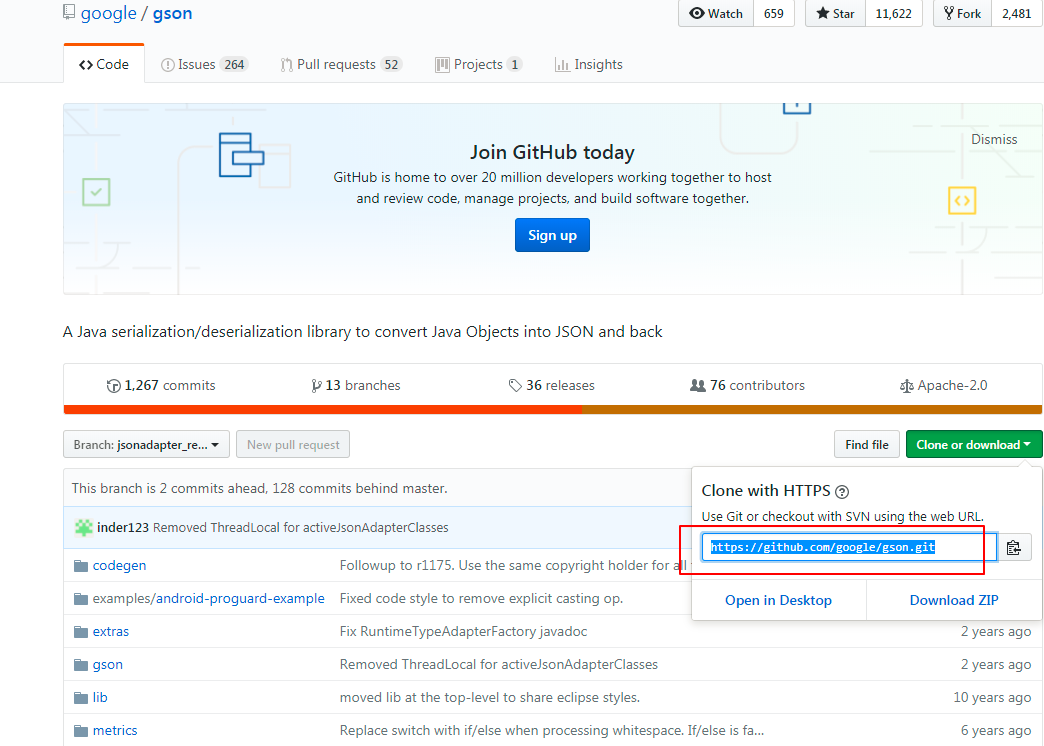 google / gson
Watch 659 Star 11,622 Fork 2,481
Code Issues 264 Pull requests 52 Projects 1 Insights
Dismiss
Join GitHub today
GitHub is home to over 20 million developers working together to host
and review code, manage projects, and build software together.
Sign up
A Java serialization/deserialization library to convert Java Objects into JSON and back
1,267 commits 13 branches 36 releases 76 contributors Apache-2.0
Branch: jsonadapter_re... New pull request Find file Clone or download
This branch is 2 commits ahead, 128 commits behind master.
inder123 Removed ThreadLocal for activeJsonAdapterClasses
Clone with HTTPS
Use Git or checkout with SVN using the web URL.
https://github.com/google/gson.git
Open in Desktop Download ZIP
codegen Followup to r1175. Use the same copyright holder for all
examples/android-proguard-example Fixed code style to remove explicit casting op.
extras Fix RuntimeTypeAdapterFactory javadoc 2 years ago
gson Removed ThreadLocal for activeJsonAdapterClasses 2 years ago
lib moved lib at the top-level to share eclipse styles. 10 years ago
metrics Replace switch with if/else when processing whitespace. If/else is fa... 6 years ago